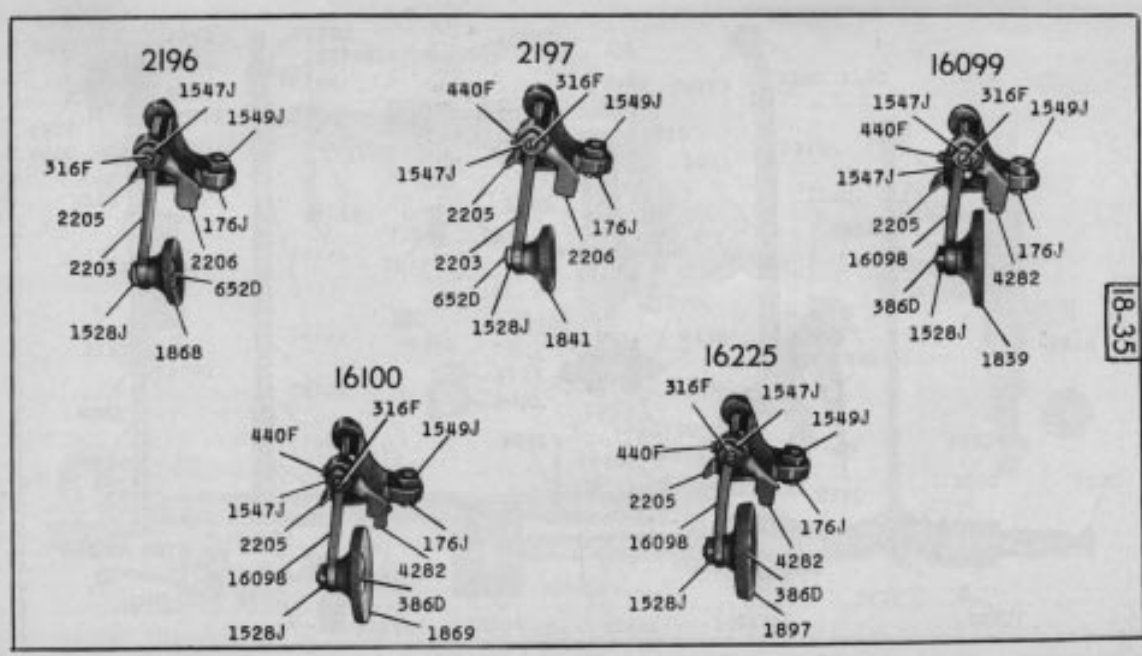 2196
1547J
1549J
316F
2205
176J
2203
2206
652D
1528J
1868
2197
316F
440F
1549J
1547J
2205
176J
2203
2206
652D
1528J
1841
16099
1547J
316F
1549J
440F
1547J
2205
176J
16098
4282
386D
1528J
1839
18-35
16100
316F
440F
1549J
1547J
2205
176J
16098
4282
386D
1528J
1869
16225
1547J
316F
1549J
440F
2205
176J
16098
4282
386D
1528J
1897